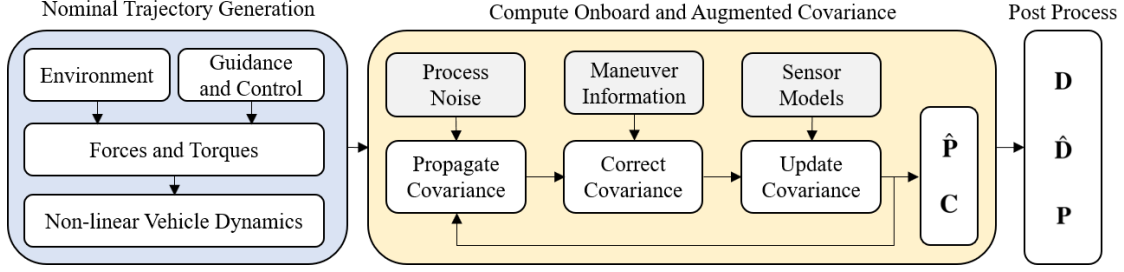 Nominal Trajectory Generation
Environment
Guidance
and Control
Forces and Torques
Non-linear Vehicle Dynamics
Compute Onboard and Augmented Covariance
Process
Noise
Maneuver
Information
Sensor
Models
Propagate
Covariance
Correct
Covariance
Update
Covariance
P̂
C
Post Process
D
D̂
P